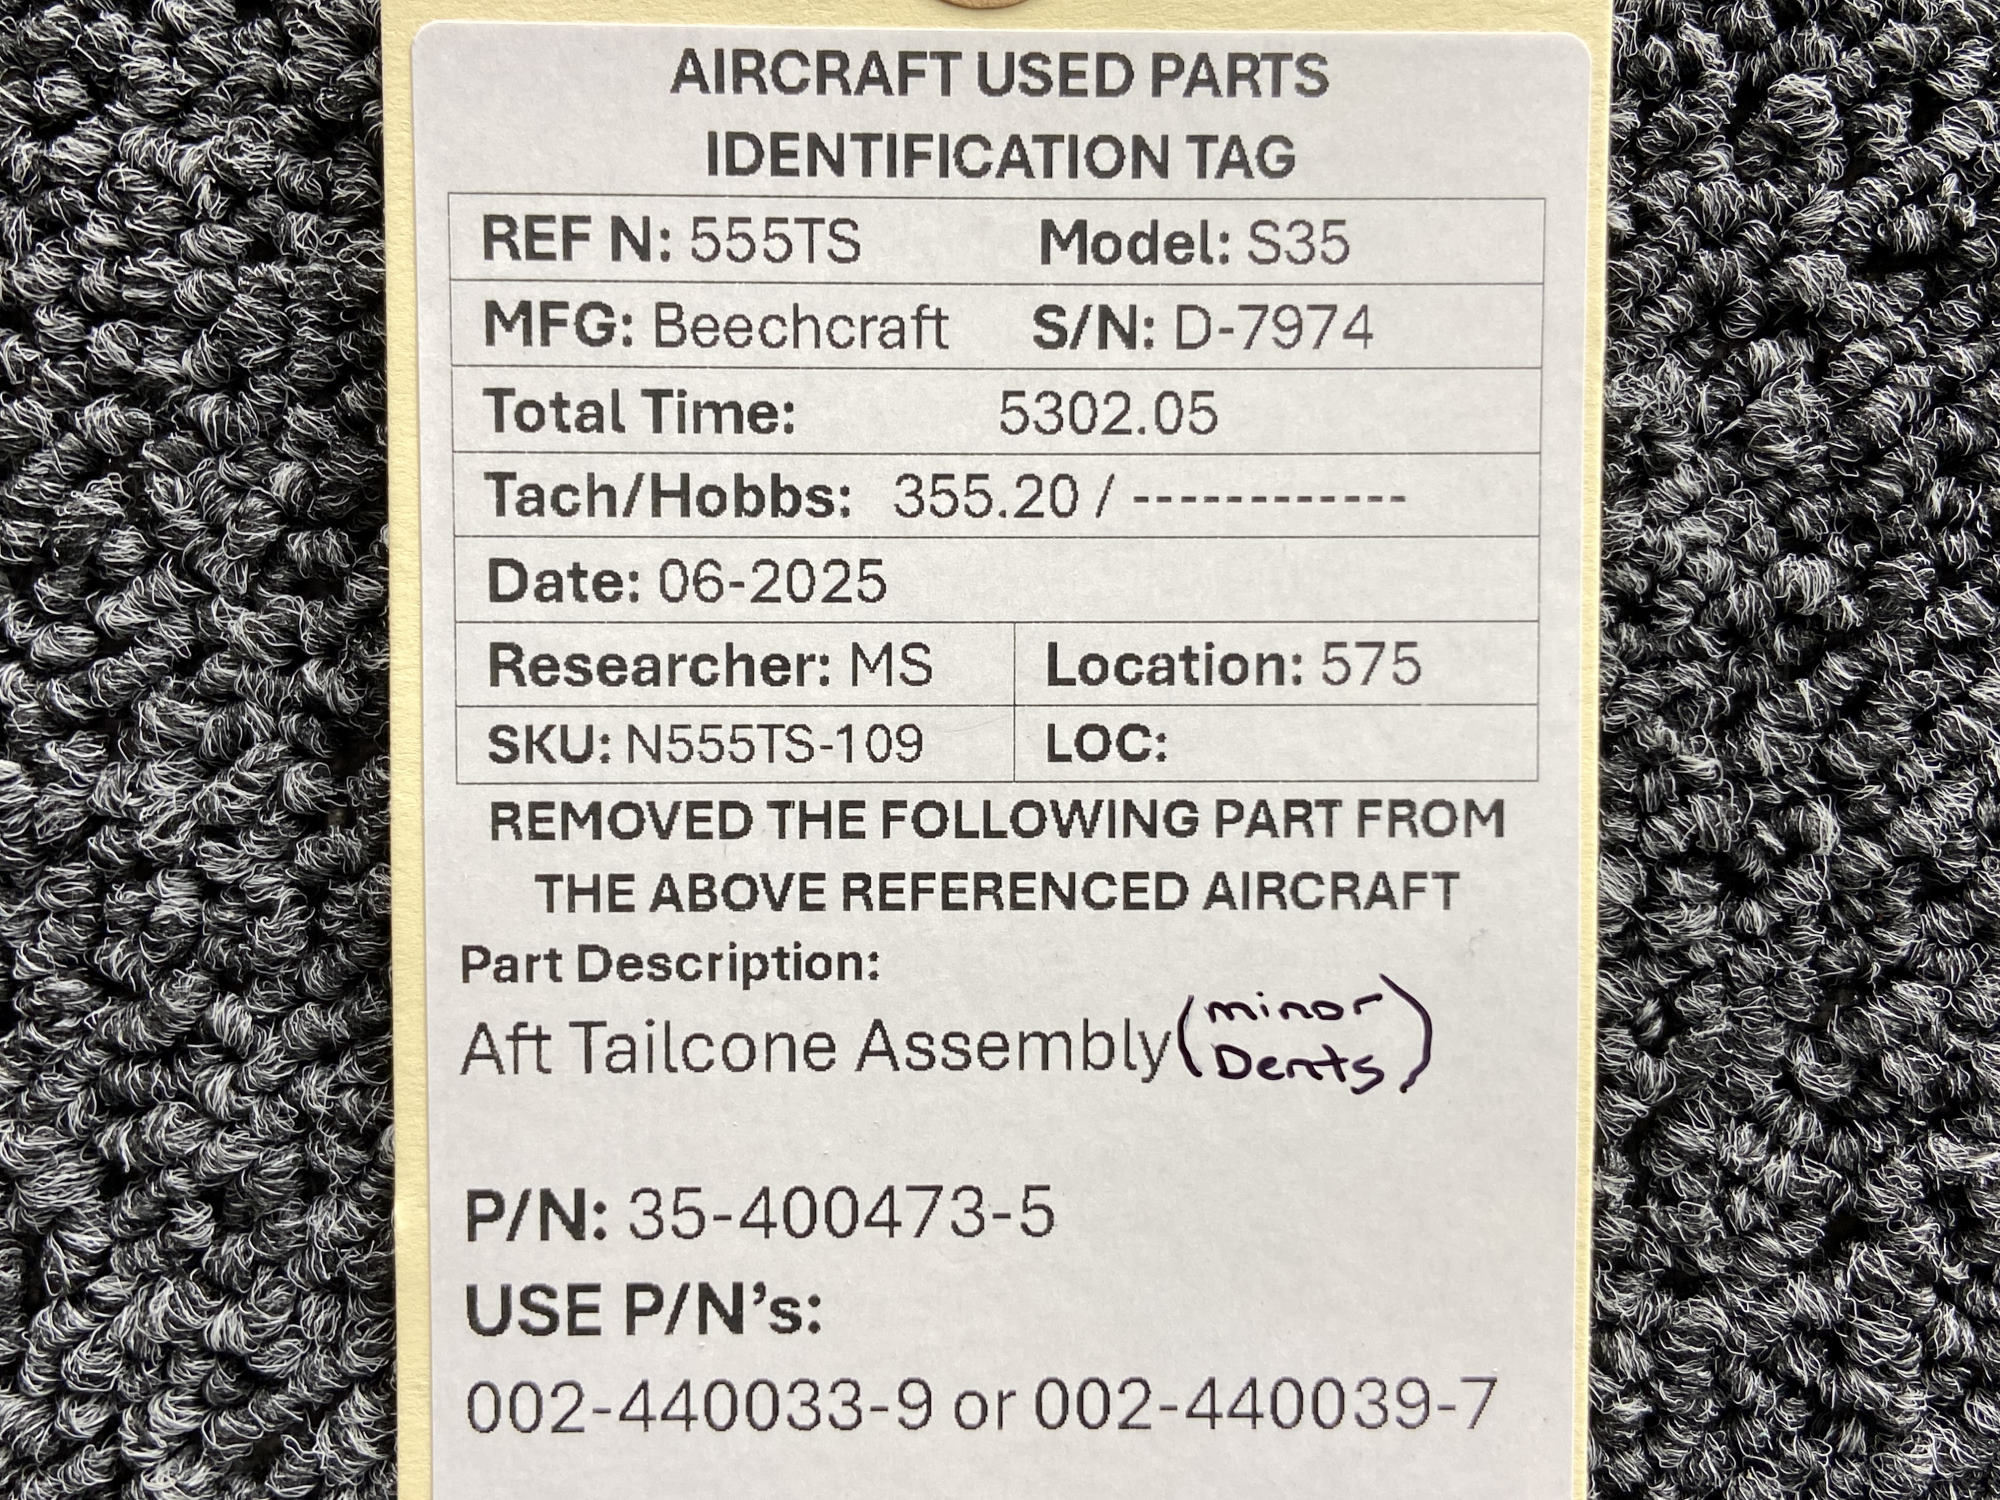 AIRCRAFT USED PARTS
IDENTIFICATION TAG
REF N: 555TS Model: S35
MFG: Beechcraft S/N: D-7974
Total Time: 5302.05
Tach/Hobbs: 355.20 / ------------
Date: 06-2025
Researcher: MS Location: 575
SKU: N555TS-109 LOC:
REMOVED THE FOLLOWING PART FROM
THE ABOVE REFERENCED AIRCRAFT
Part Description:
Aft Tailcone Assembly (minor
Dents)
P/N: 35-400473-5
USE P/N's:
002-440033-9 or 002-440039-7